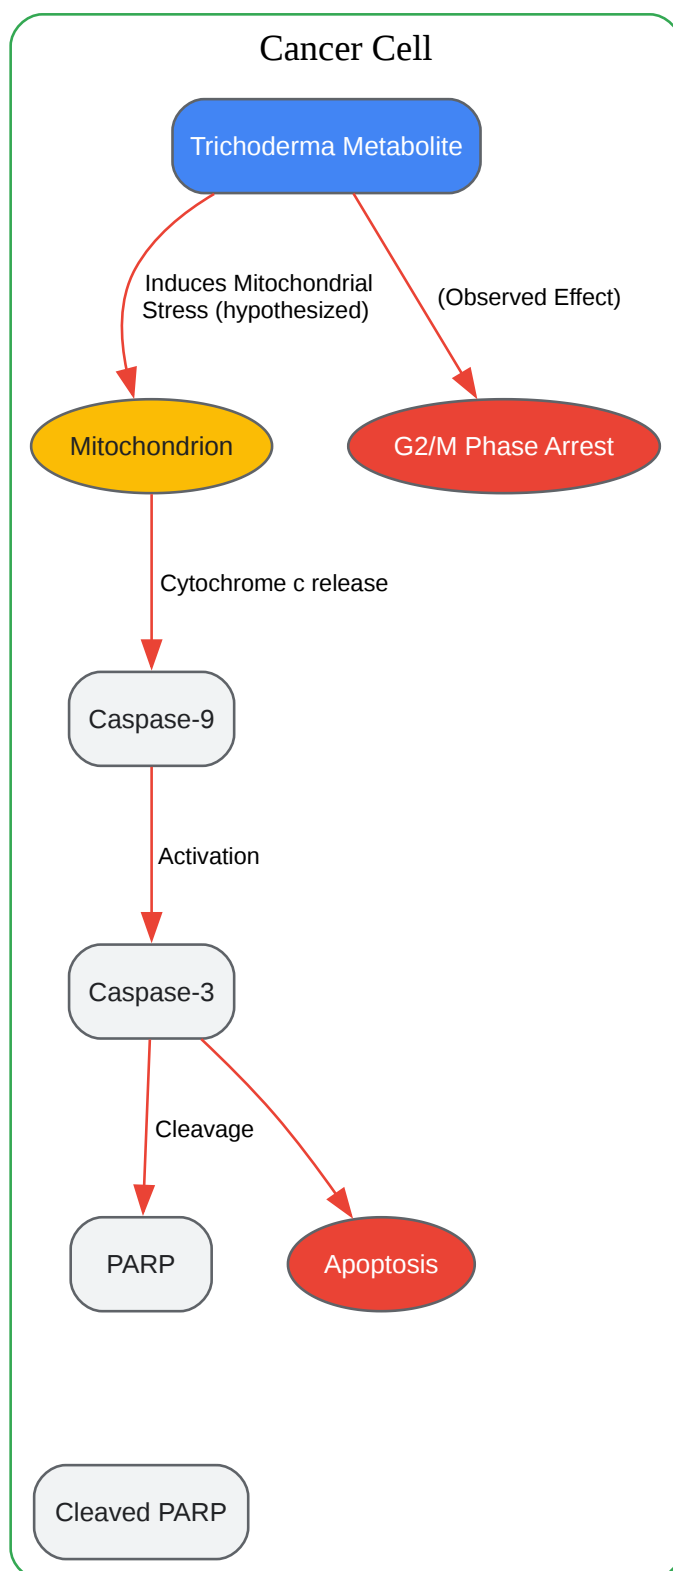 Cancer Cell
Trichoderma Metabolite
Induces Mitochondrial
Stress (hypothesized)
(Observed Effect)
Mitochondrion
G2/M Phase Arrest
Cytochrome c release
Caspase-9
Activation
Caspase-3
Cleavage
PARP
Apoptosis
Cleaved PARP